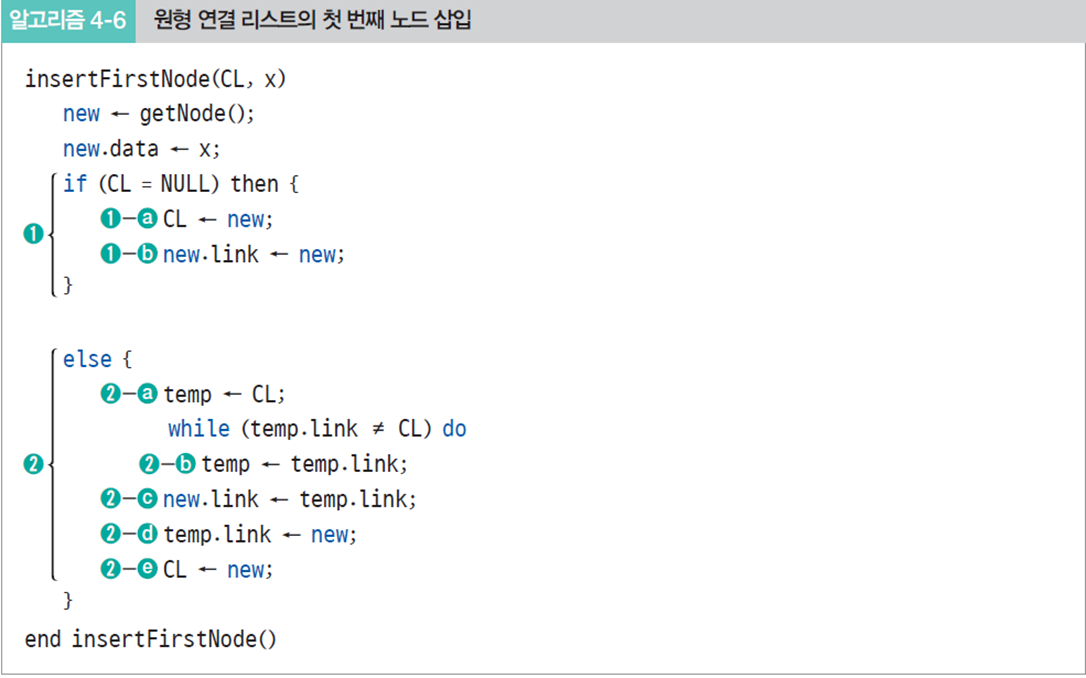 알고리즘 4-6 원형 연결 리스트의 첫 번째 노드 삽입
insertFirstNode(CL, x)
new ← getNode();
new.data ← x;
❶ if (CL = NULL) then {
❶-ⓐ CL ← new;
❶-ⓑ new.link ← new;
}
else {
❷-ⓐ temp ← CL;
while (temp.link ≠ CL) do
❷ ❷-ⓑ temp ← temp.link;
❷-ⓒ new.link ← temp.link;
❷-ⓓ temp.link ← new;
❷-ⓔ CL ← new;
}
end insertFirstNode()